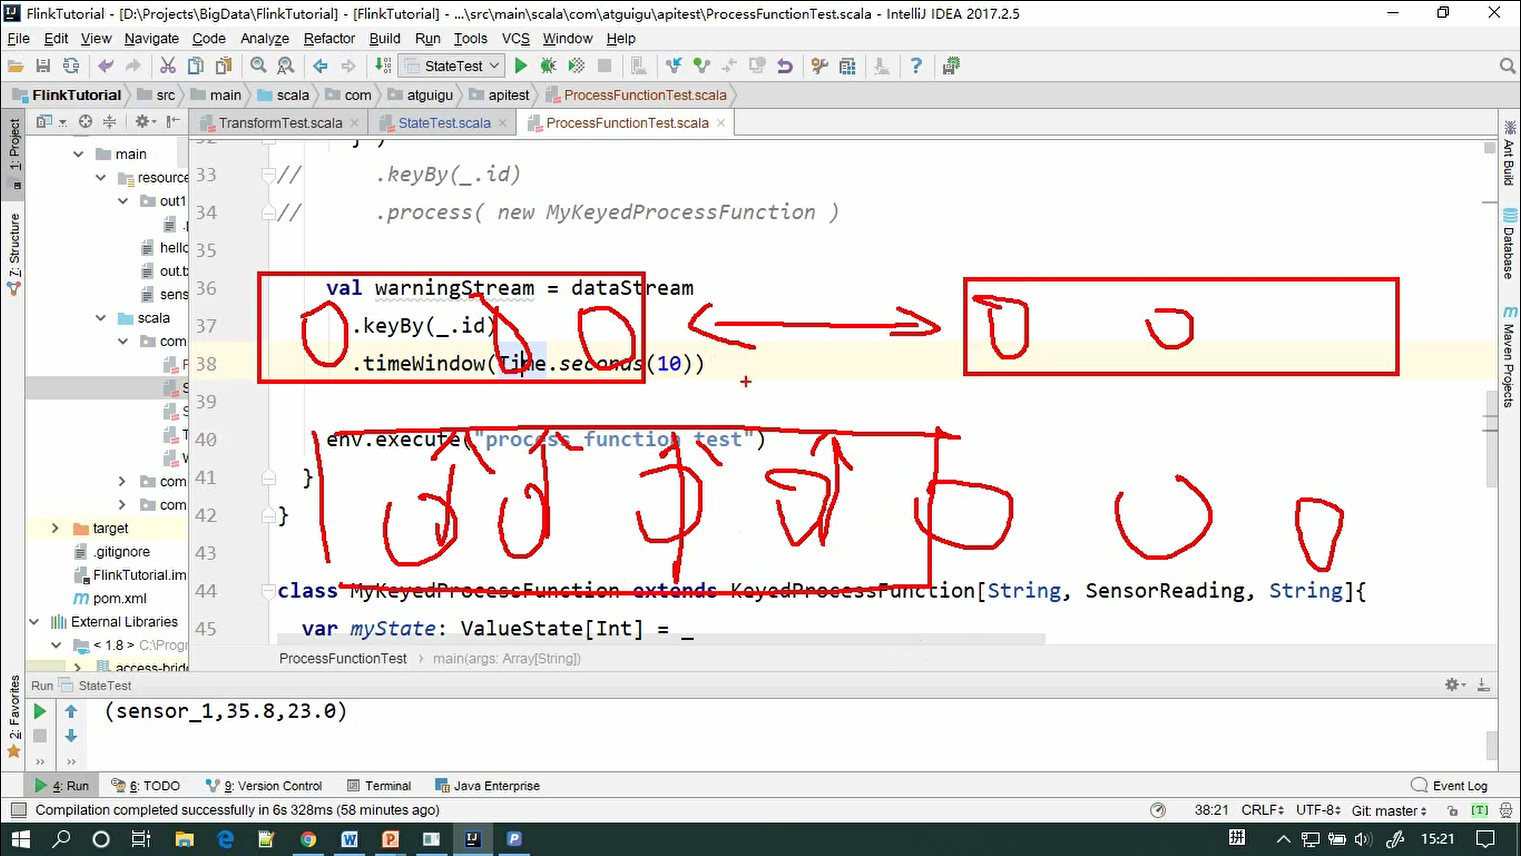 FlinkTutorial - [D:\Projects\BigData\FlinkTutorial] - [FlinkTutorial] - ...\src\main\scala\com\atguigu\apitest\ProcessFunctionTest.scala - IntelliJ IDEA 2017.2.5
File Edit View Navigate Code Analyze Refactor Build Run Tools VCS Window Help
StateTest
FlinkTutorial src main scala com atguigu apitest ProcessFunctionTest.scala
TransformTest.scala StateTest.scala ProcessFunctionTest.scala
1: Project
7: Structure
2: Favorites
Ant Build
Database
Maven Projects
main
resource
out1
hello
out.tx
sens
scala
com
com
com
target
.gitignore
FlinkTutorial.im
pom.xml
External Libraries
< 1.8 > C:\Progr
access-bridg
33 // .keyBy(_.id)
34 // .process( new MyKeyedProcessFunction )
35
36 val warningStream = dataStream
37 .keyBy(_.id)
38 .timeWindow(Time.seconds(10))
39
40 env.execute("process function test")
41 }
42 }
43
44 class MyKeyedProcessFunction extends KeyedProcessFunction[String, SensorReading, String]{
45 var myState: ValueState[Int] = _
ProcessFunctionTest main(args: Array[String])
Run StateTest
(sensor_1,35.8,23.0)
4: Run 6: TODO 9: Version Control Terminal Java Enterprise Event Log
Compilation completed successfully in 6s 328ms (58 minutes ago) 38:21 CRLF UTF-8 Git: master [T]
15:21